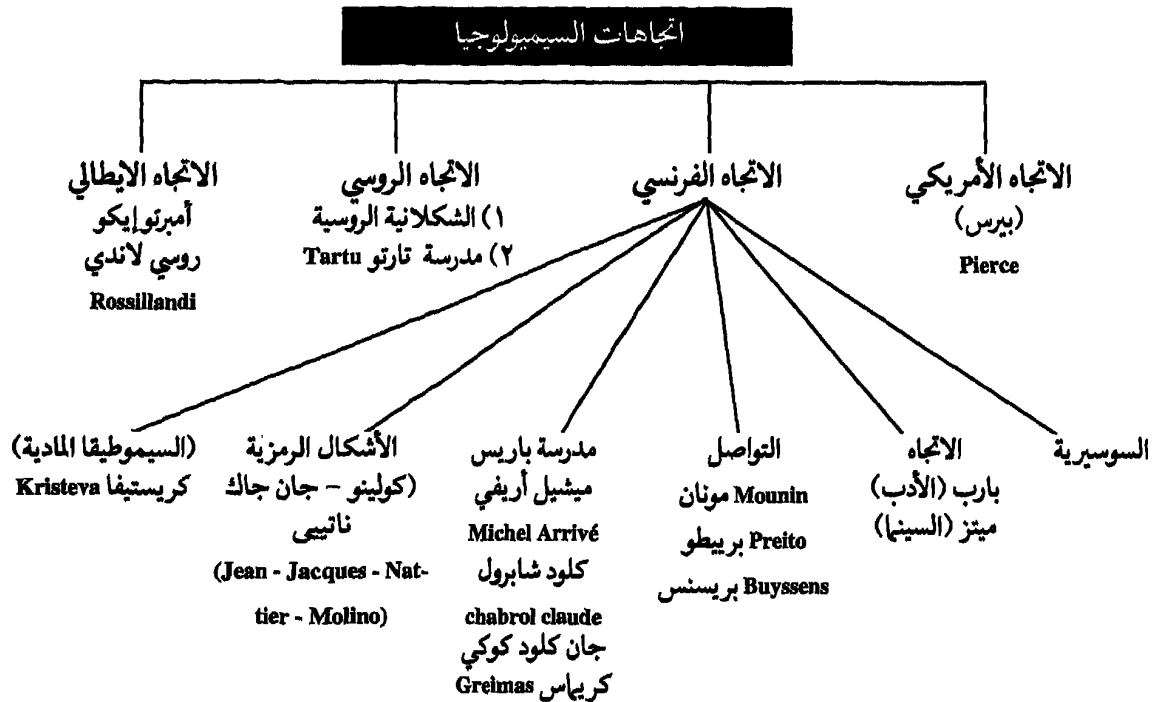 اتجاهات السيميولوجيا
الاتجاه الأمريكي
(بيرس)
Pierce
الاتجاه الفرنسي
الاتجاه الروسي
١) الشكلانية الروسية
٢) مدرسة تارتو Tartu
الاتجاه الايطالي
أمبرتو إيكو
روسي لاندي
Rossillandi
السوسيرية
الاتجاه
بارب (الأدب)
ميتز (السينما)
التواصل
Mounin مونان
Preito برييطو
Buyssens بريسنس
مدرسة باريس
ميشيل أريفي
Michel Arrivé
كلود شابرول
chabrol claude
جان كلود كوكي
كريماس Greimas
الأشكال الرمزية
(كولينو – جان جاك
ناتييى
(Jean - Jacques - Nat-
tier - Molino)
(السيموطيقا المادية)
كريستيفا Kristeva